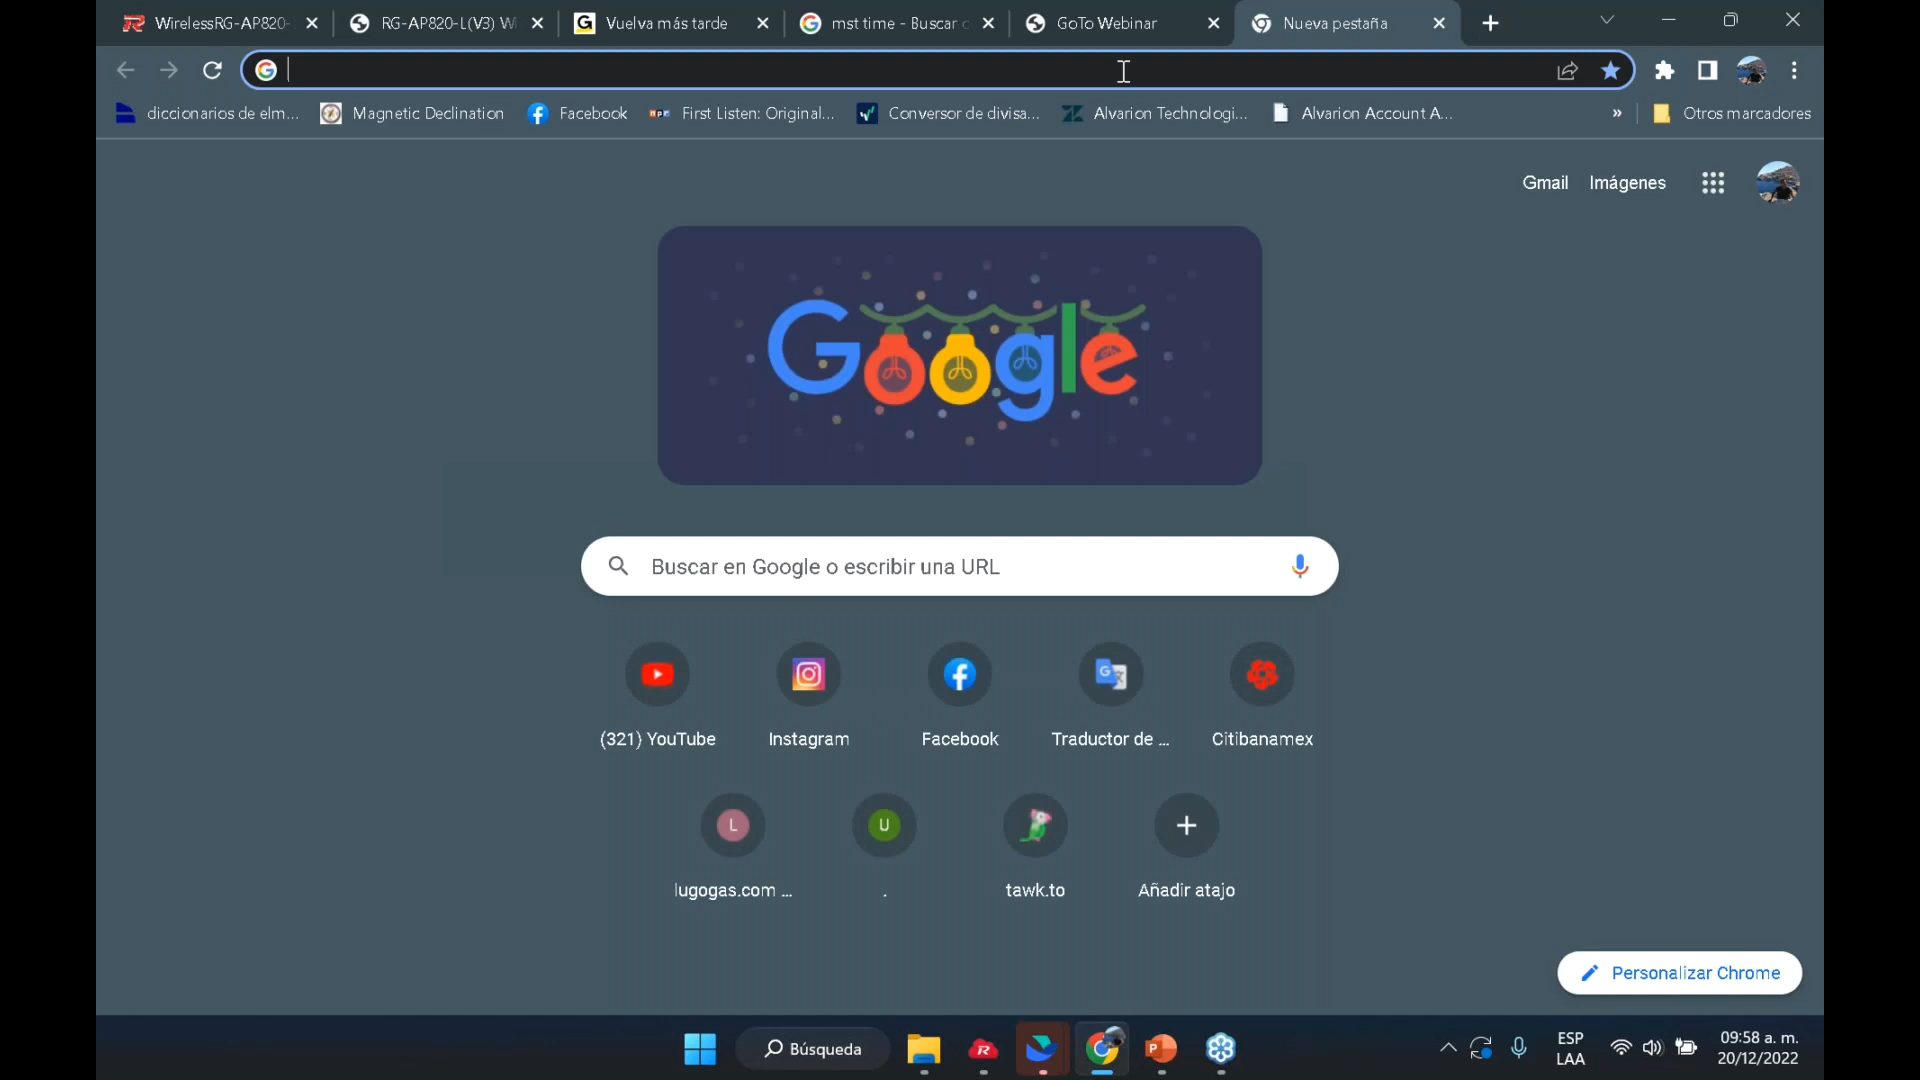 WirelessRG-AP820-
RG-AP820-L(V3) Wi
Vuelva más tarde
mst time - Buscar c
GoTo Webinar
Nueva pestaña
diccionarios de elm...
Magnetic Declination
Facebook
First Listen: Original...
Conversor de divisa...
Alvarion Technologi...
Alvarion Account A...
»
Otros marcadores
Gmail
Imágenes
Google
Buscar en Google o escribir una URL
(321) YouTube
Instagram
Facebook
Traductor de ...
Citibanamex
L
U
lugogas.com ...
.
tawk.to
Añadir atajo
Personalizar Chrome
Búsqueda
ESP
LAA
09:58 a. m.
20/12/2022